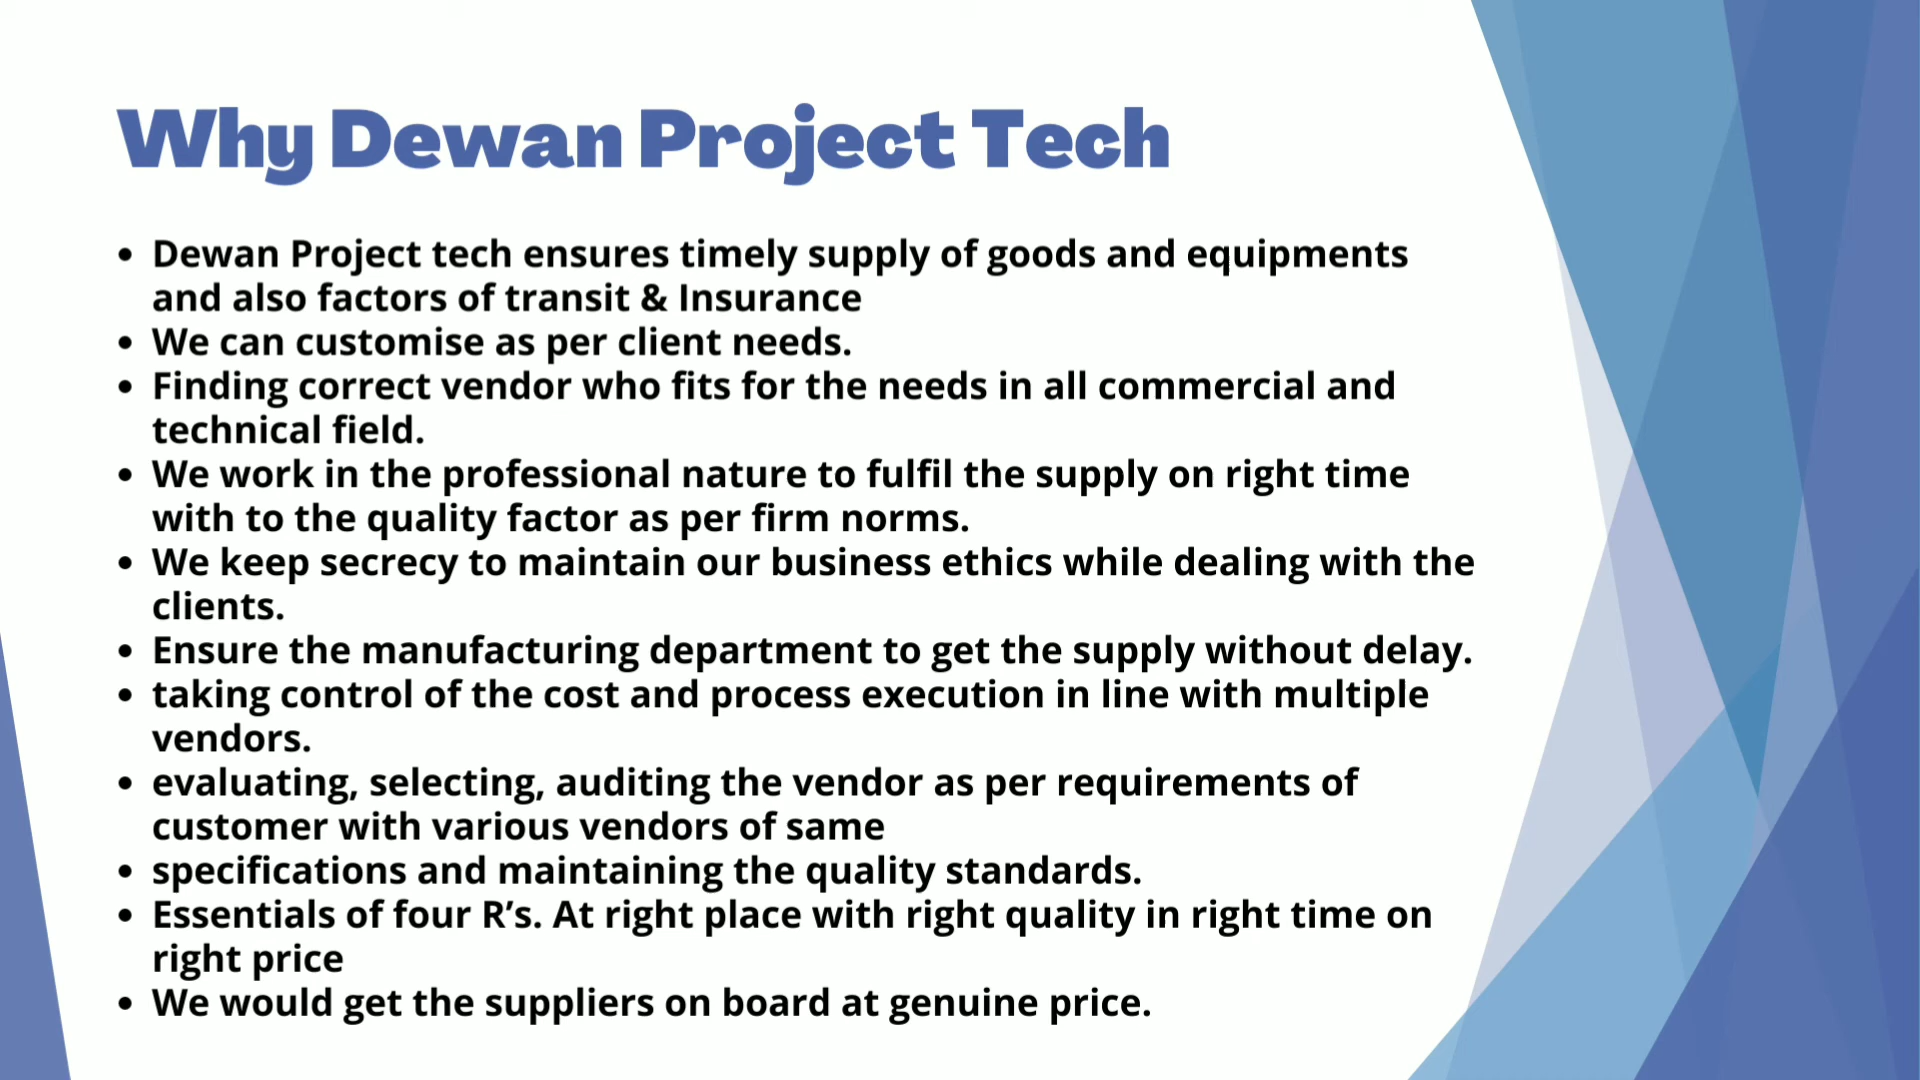 Why Dewan Project Tech
• Dewan Project tech ensures timely supply of goods and equipments
and also factors of transit & Insurance
• We can customise as per client needs.
• Finding correct vendor who fits for the needs in all commercial and
technical field.
• We work in the professional nature to fulfil the supply on right time
with to the quality factor as per firm norms.
• We keep secrecy to maintain our business ethics while dealing with the
clients.
• Ensure the manufacturing department to get the supply without delay.
• taking control of the cost and process execution in line with multiple
vendors.
• evaluating, selecting, auditing the vendor as per requirements of
customer with various vendors of same
• specifications and maintaining the quality standards.
• Essentials of four R’s. At right place with right quality in right time on
right price
• We would get the suppliers on board at genuine price.